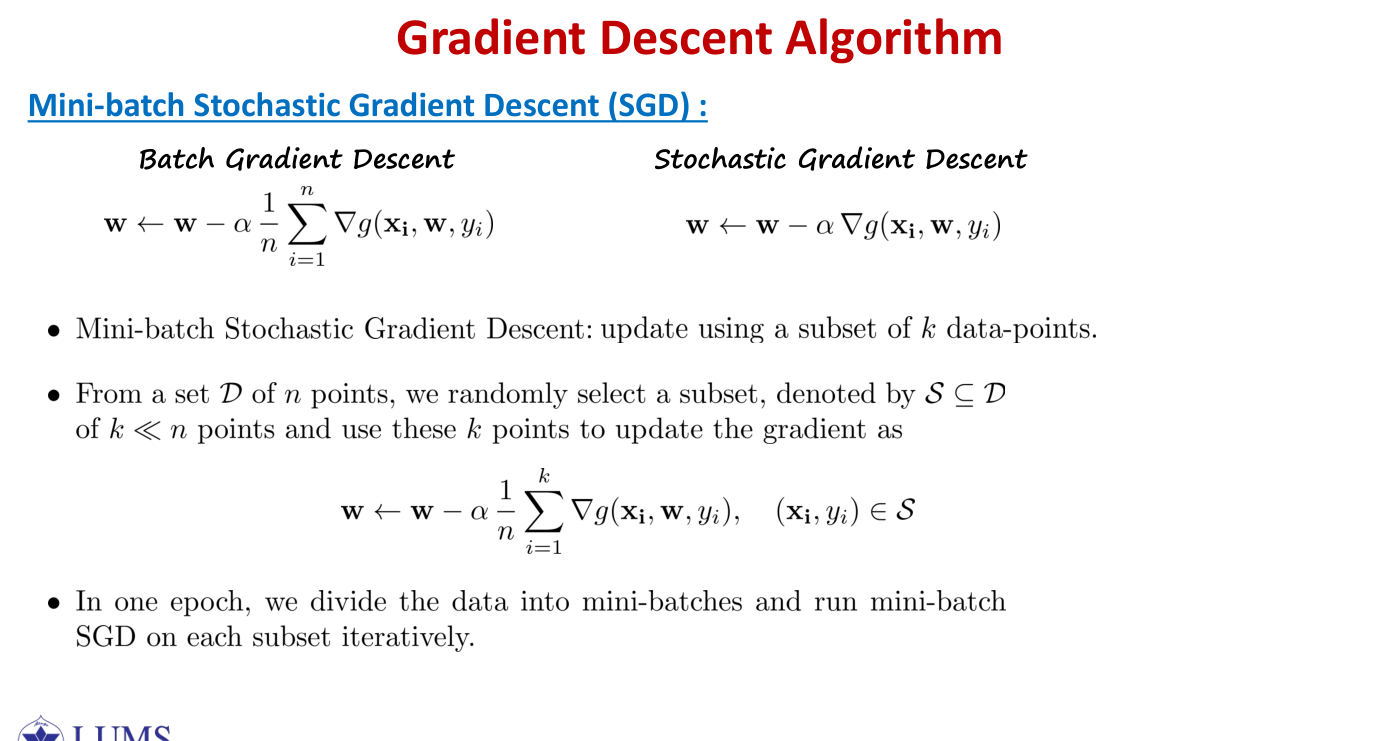 Gradient Descent Algorithm
Mini-batch Stochastic Gradient Descent (SGD) :
Batch Gradient Descent
Stochastic Gradient Descent
w ← w − α 1/n ∑_{i=1}^{n} ∇g(x_i, w, y_i)
w ← w − α ∇g(x_i, w, y_i)
• Mini-batch Stochastic Gradient Descent: update using a subset of k data-points.
• From a set 𝒟 of n points, we randomly select a subset, denoted by 𝒮 ⊆ 𝒟
of k ≪ n points and use these k points to update the gradient as
w ← w − α 1/n ∑_{i=1}^{k} ∇g(x_i, w, y_i), (x_i, y_i) ∈ 𝒮
• In one epoch, we divide the data into mini-batches and run mini-batch
SGD on each subset iteratively.
LUMS